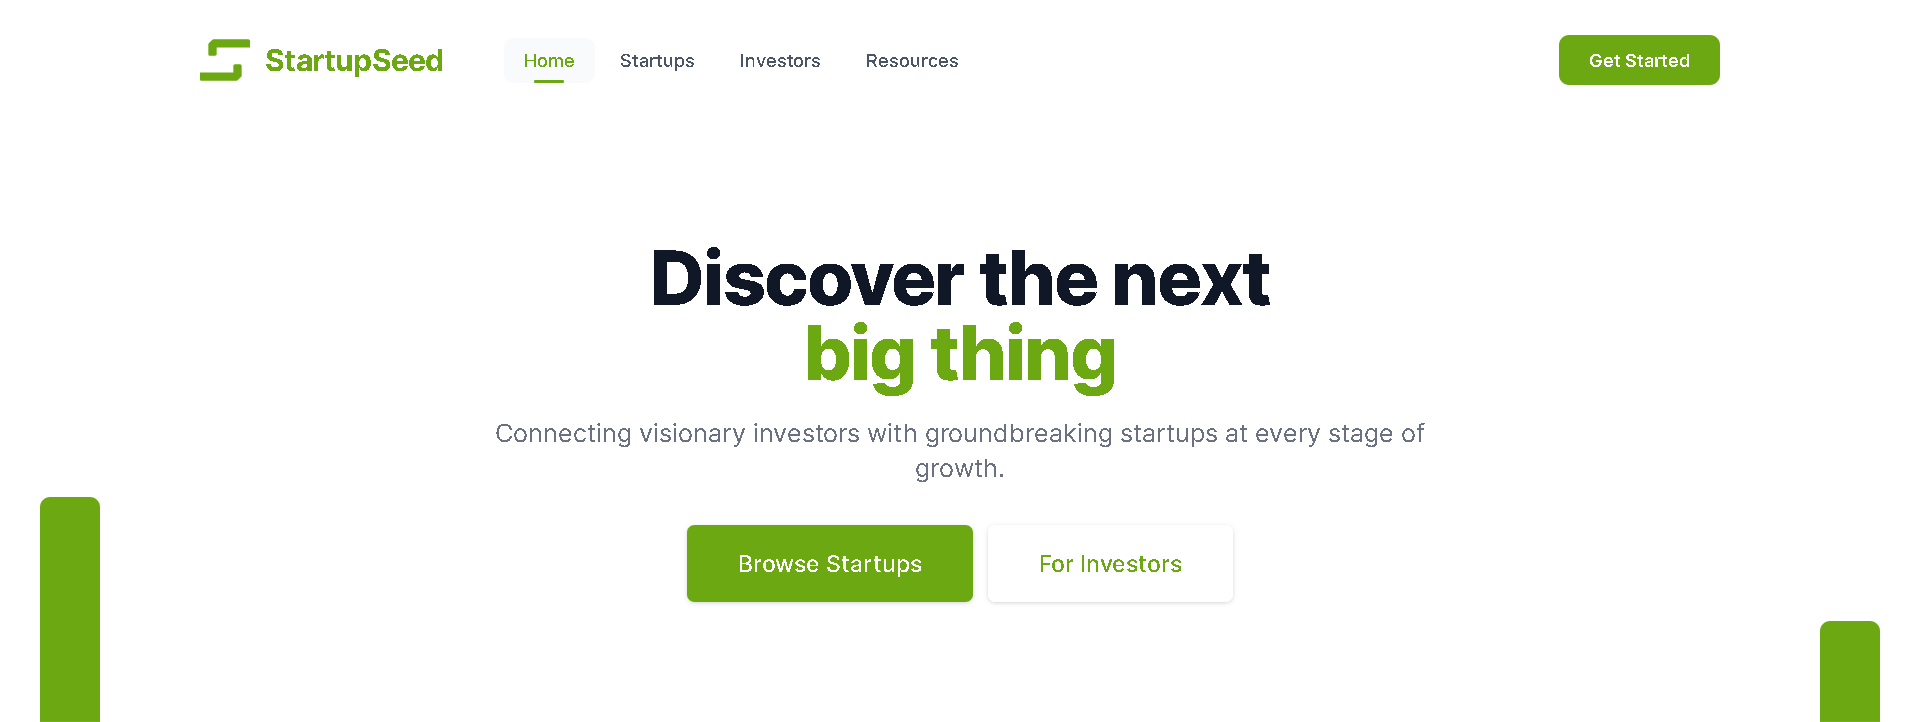 StartupSeed
Home
Startups
Investors
Resources
Get Started
Discover the next
big thing
Connecting visionary investors with groundbreaking startups at every stage of
growth.
Browse Startups
For Investors